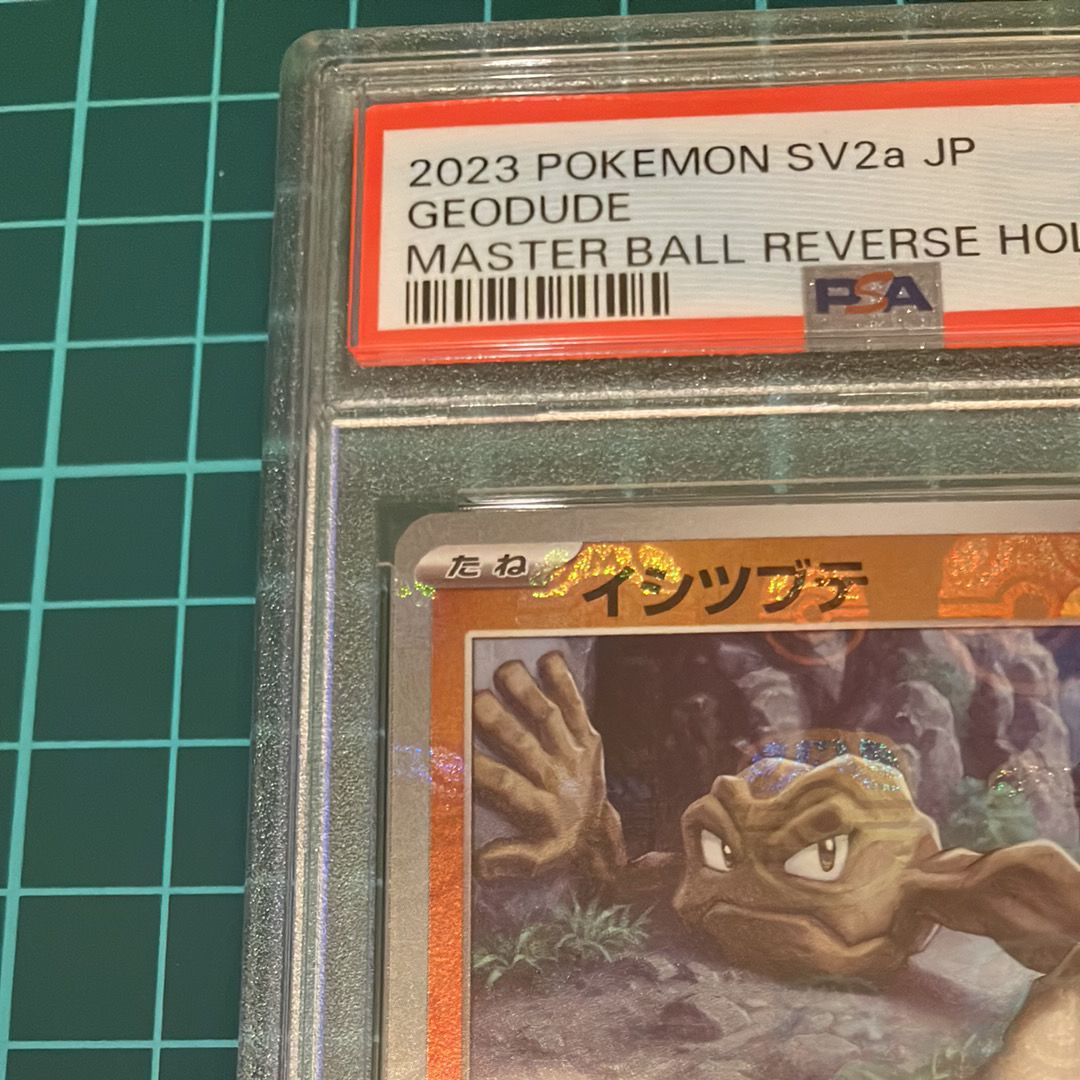 2023 POKEMON SV2a JP
GEODUDE
MASTER BALL REVERSE HOL
PSA
たね
イシツブテ